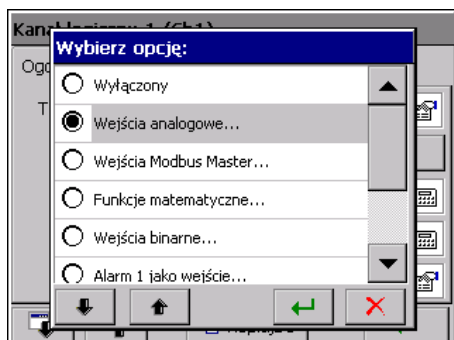 Wybierz opcję:
Wyłączony
Wejścia analogowe...
Wejścia Modbus Master...
Funkcje matematyczne...
Wejścia binarne...
Alarm 1 jako wejście...